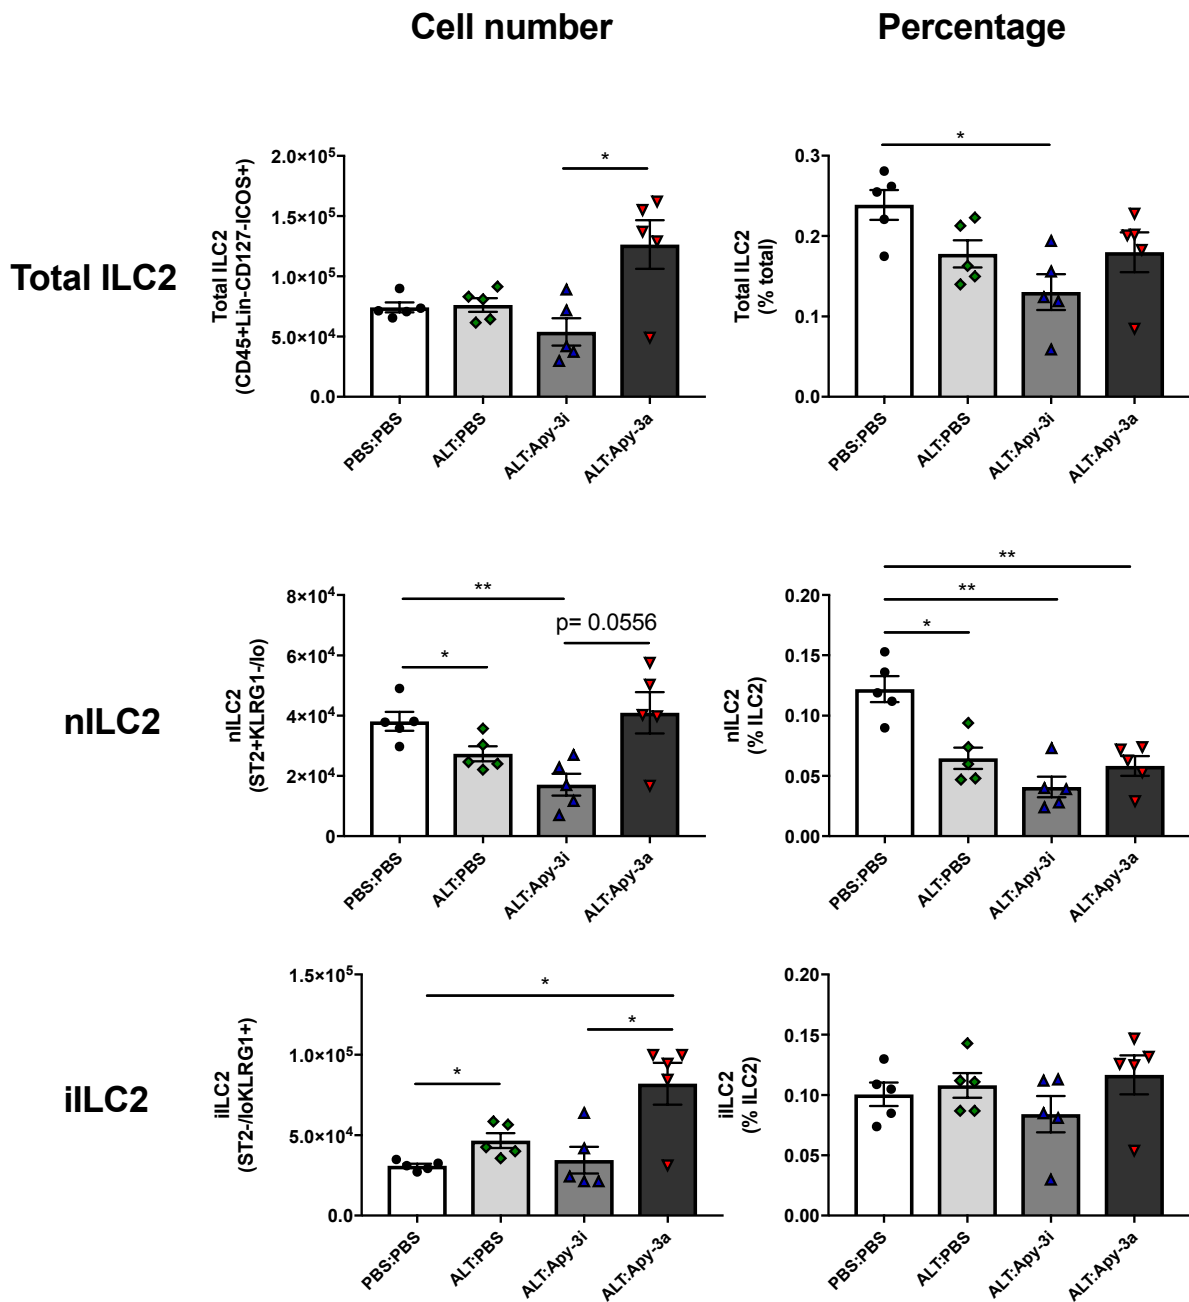 Cell number
Percentage
Total ILC2
Total ILC2
(CD45+Lin-CD127-ICOS+)
2.0×10⁵
1.5×10⁵
1.0×10⁵
5.0×10⁴
0.0
*
PBS:PBS
ALT:PBS
ALT:Apy-3i
ALT:Apy-3a
Total ILC2
(% total)
0.3
0.2
0.1
0.0
*
PBS:PBS
ALT:PBS
ALT:Apy-3i
ALT:Apy-3a
nILC2
nILC2
(ST2+KLRG1-/lo)
8×10⁴
6×10⁴
4×10⁴
2×10⁴
0
**
p= 0.0556
*
PBS:PBS
ALT:PBS
ALT:Apy-3i
ALT:Apy-3a
nILC2
(% ILC2)
0.20
0.15
0.10
0.05
0.00
**
**
*
PBS:PBS
ALT:PBS
ALT:Apy-3i
ALT:Apy-3a
iILC2
iILC2
(ST2-/loKLRG1+)
1.5×10⁵
1.0×10⁵
5.0×10⁴
0.0
*
*
*
PBS:PBS
ALT:PBS
ALT:Apy-3i
ALT:Apy-3a
iILC2
(% ILC2)
0.20
0.15
0.10
0.05
0.00
PBS:PBS
ALT:PBS
ALT:Apy-3i
ALT:Apy-3a